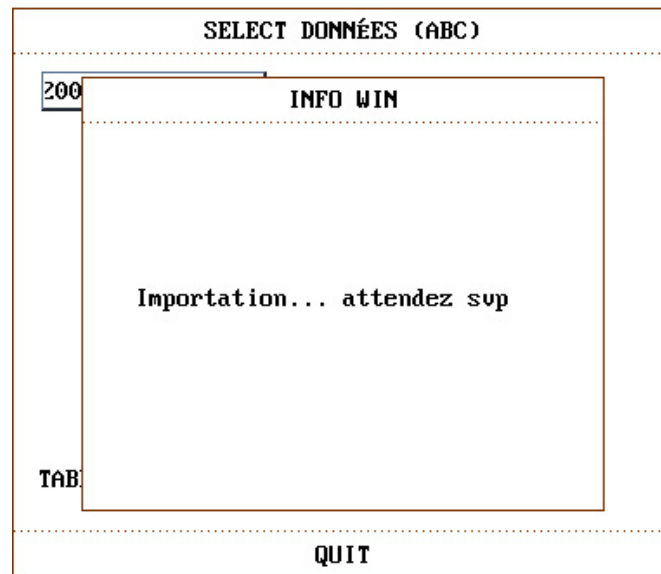 SELECT DONNÉES (ABC)
200
INFO WIN
Importation... attendez svp
TAB
QUIT